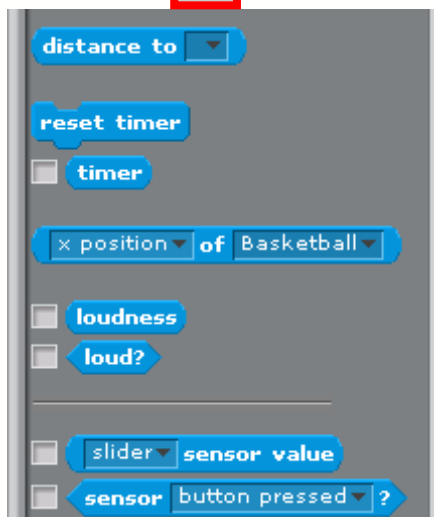 distance to
reset timer
timer
x position of Basketball
loudness
loud?
slider sensor value
sensor button pressed ?